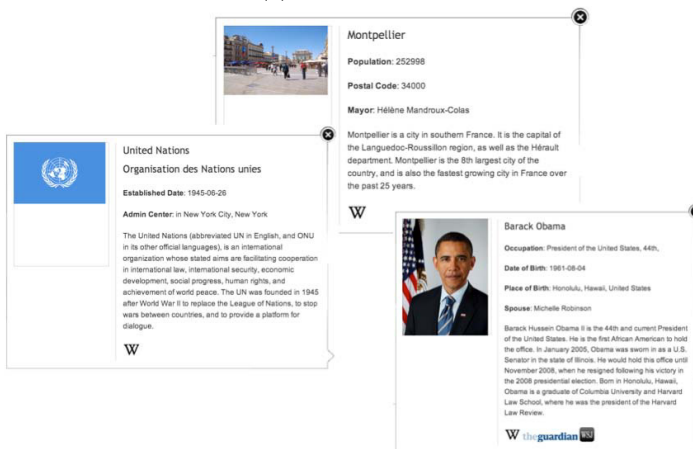 Montpellier
Population: 252998
Postal Code: 34000
Mayor: Hélène Mandroux-Colas
Montpellier is a city in southern France. It is the capital of
the Languedoc-Roussillon region, as well as the Hérault
department. Montpellier is the 8th largest city of the
country, and is also the fastest growing city in France over
the past 25 years.
W
United Nations
Organisation des Nations unies
Established Date: 1945-06-26
Admin Center: in New York City, New York
The United Nations (abbreviated UN in English, and ONU
in its other official languages), is an international
organization whose stated aims are facilitating cooperation
in international law, international security, economic
development, social progress, human rights, and
achievement of world peace. The UN was founded in 1945
after World War II to replace the League of Nations, to stop
wars between countries, and to provide a platform for
dialogue.
W
Barack Obama
Occupation: President of the United States, 44th,
Date of Birth: 1961-08-04
Place of Birth: Honolulu, Hawaii, United States
Spouse: Michelle Robinson
Barack Hussein Obama II is the 44th and current President
of the United States. He is the first African American to hold
the office. In January 2005, Obama was sworn in as a U.S.
Senator in the state of Illinois. He would hold this office until
November 2008, when he resigned following his victory in
the 2008 presidential election. Born in Honolulu, Hawaii,
Obama is a graduate of Columbia University and Harvard
Law School, where he was the president of the Harvard
Law Review.
W theguardian WSJ